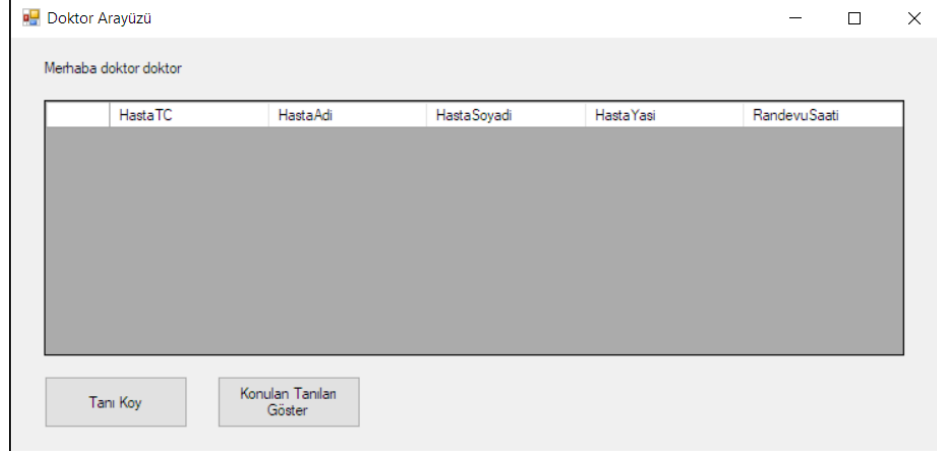 Doktor Arayüzü
Merhaba doktor doktor
HastaTC HastaAdi HastaSoyadi HastaYasi RandevuSaati
Tanı Koy
Konulan Tanıları
Göster